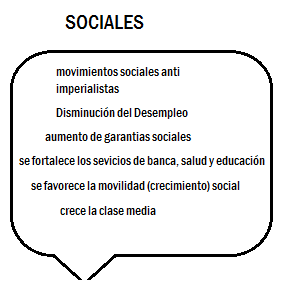 SOCIALES
movimientos sociales anti
imperialistas
Disminución del Desempleo
aumento de garantias sociales
se fortalece los sevicios de banca, salud y educación
se favorece la movilidad (crecimiento) social
crece la clase media